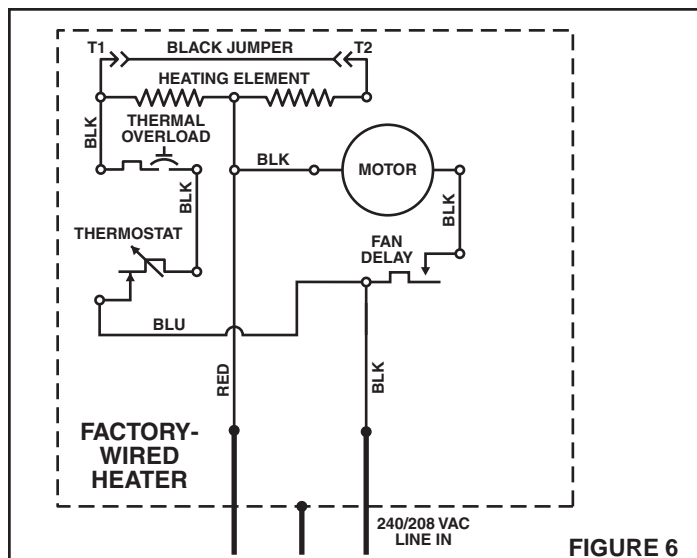 T1
BLACK JUMPER
T2
HEATING ELEMENT
BLK
THERMAL
OVERLOAD
BLK
MOTOR
BLK
BLK
THERMOSTAT
FAN
DELAY
BLU
RED
BLK
FACTORY-
WIRED
HEATER
240/208 VAC
LINE IN
FIGURE 6